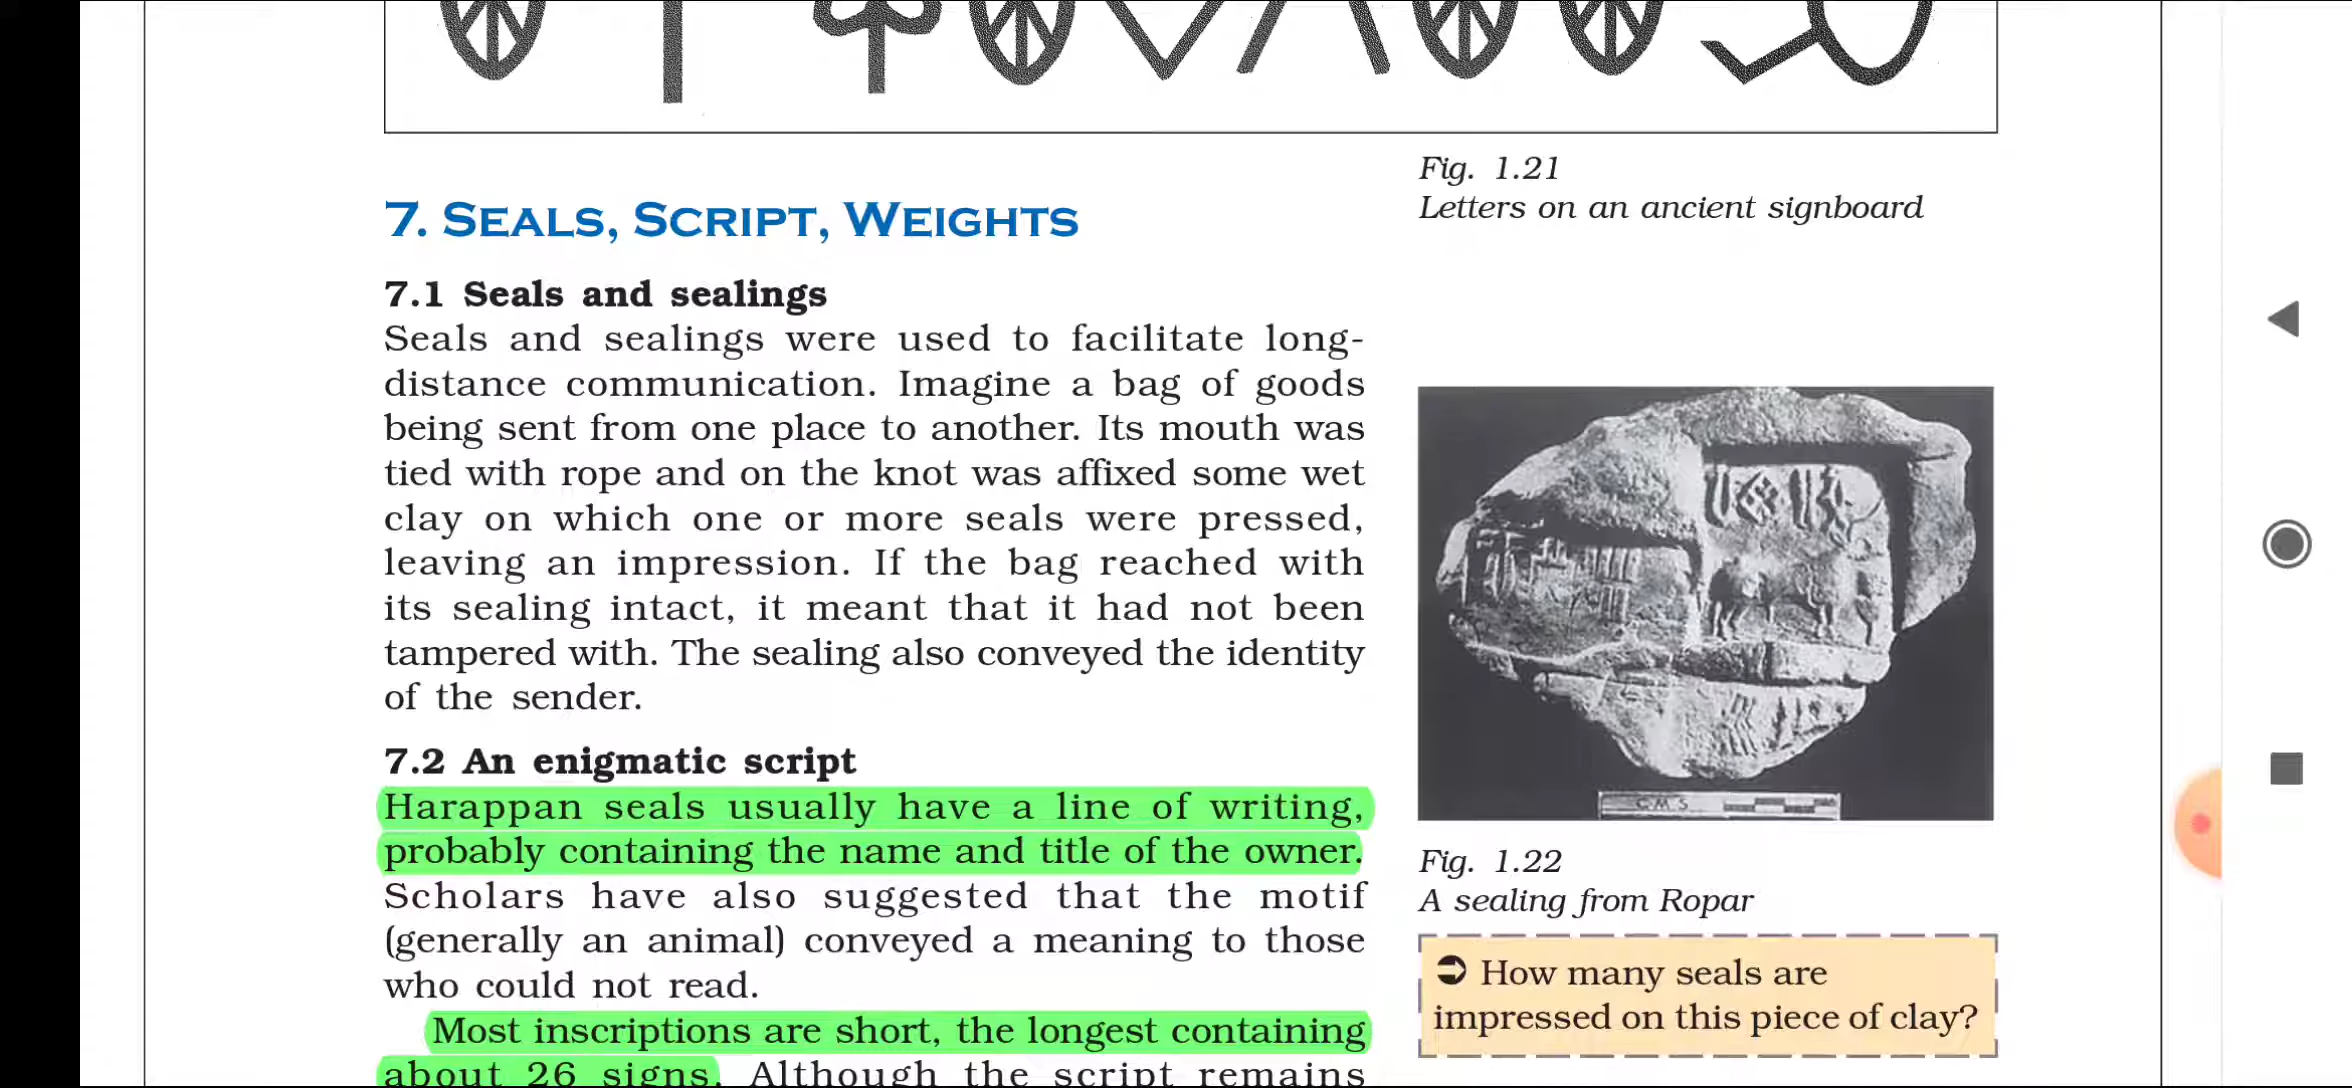 Fig. 1.21
Letters on an ancient signboard
7. SEALS, SCRIPT, WEIGHTS
7.1 Seals and sealings
Seals and sealings were used to facilitate long-
distance communication. Imagine a bag of goods
being sent from one place to another. Its mouth was
tied with rope and on the knot was affixed some wet
clay on which one or more seals were pressed,
leaving an impression. If the bag reached with
its sealing intact, it meant that it had not been
tampered with. The sealing also conveyed the identity
of the sender.
7.2 An enigmatic script
Harappan seals usually have a line of writing,
probably containing the name and title of the owner.
Scholars have also suggested that the motif
(generally an animal) conveyed a meaning to those
who could not read.
Most inscriptions are short, the longest containing
about 26 signs. Although the script remains
C.M.S
Fig. 1.22
A sealing from Ropar
➲ How many seals are
impressed on this piece of clay?